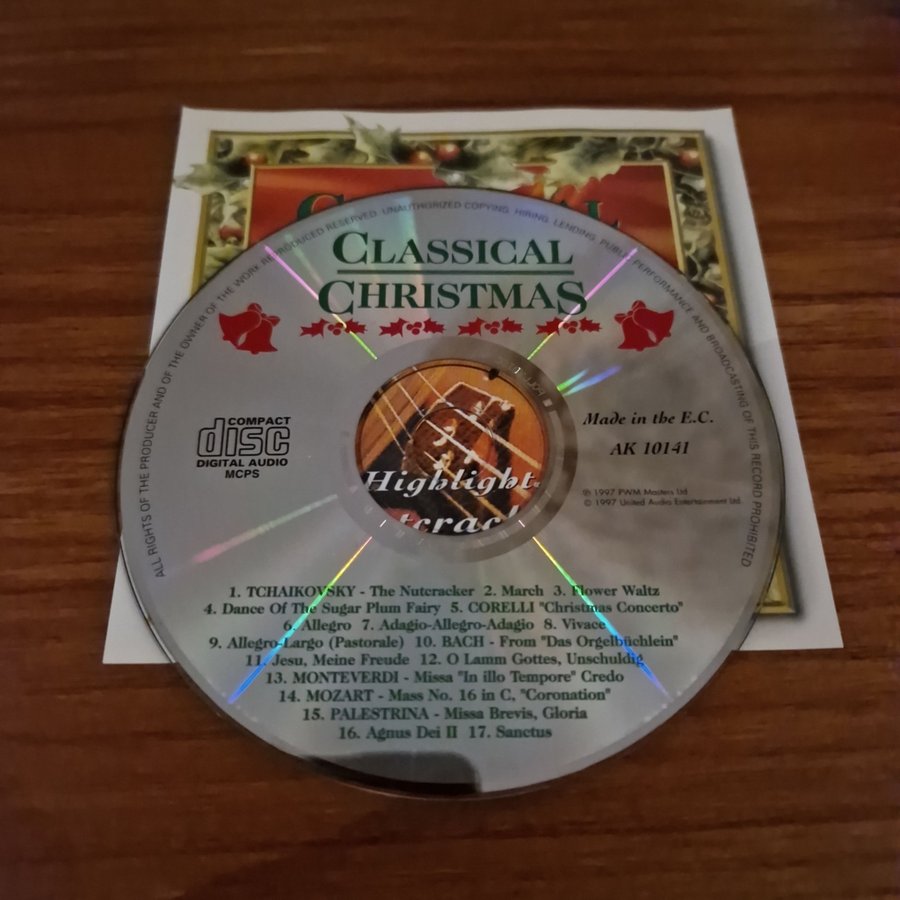 ALL RIGHTS OF THE PRODUCER AND OF THE OWNER OF THE WORK REPRODUCED RESERVED. UNAUTHORIZED COPYING, HIRING, LENDING, PUBLIC PERFORMANCE AND BROADCASTING OF THIS RECORD PROHIBITED
CLASSICAL
CHRISTMAS
COMPACT
disc
DIGITAL AUDIO
MCPS
Made in the E.C.
AK 10141
Highlight
℗ 1997 PWM Masters Ltd
© 1997 United Audio Entertainment Ltd.
1. TCHAIKOVSKY - The Nutcracker 2. March 3. Flower Waltz
4. Dance Of The Sugar Plum Fairy 5. CORELLI "Christmas Concerto"
6. Allegro 7. Adagio-Allegro-Adagio 8. Vivace
9. Allegro-Largo (Pastorale) 10. BACH - From "Das Orgelbüchlein"
11. Jesu, Meine Freude 12. O Lamm Gottes, Unschuldig
13. MONTEVERDI - Missa "In illo Tempore" Credo
14. MOZART - Mass No. 16 in C, "Coronation"
15. PALESTRINA - Missa Brevis, Gloria
16. Agnus Dei II 17. Sanctus